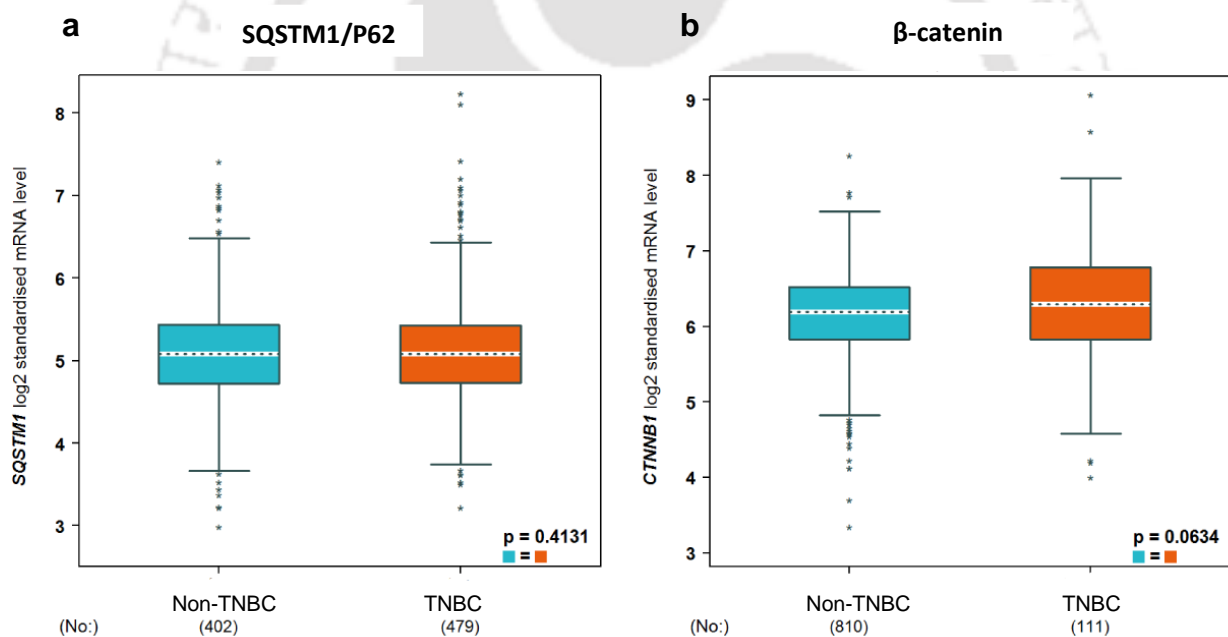 a
SQSTM1/P62
SQSTM1 log2 standardised mRNA level
8
7
6
5
4
3
p = 0.4131
=
Non-TNBC TNBC
(No:) (402) (479)
b
β-catenin
CTNNB1 log2 standardised mRNA level
9
8
7
6
5
4
3
p = 0.0634
=
Non-TNBC TNBC
(No:) (810) (111)